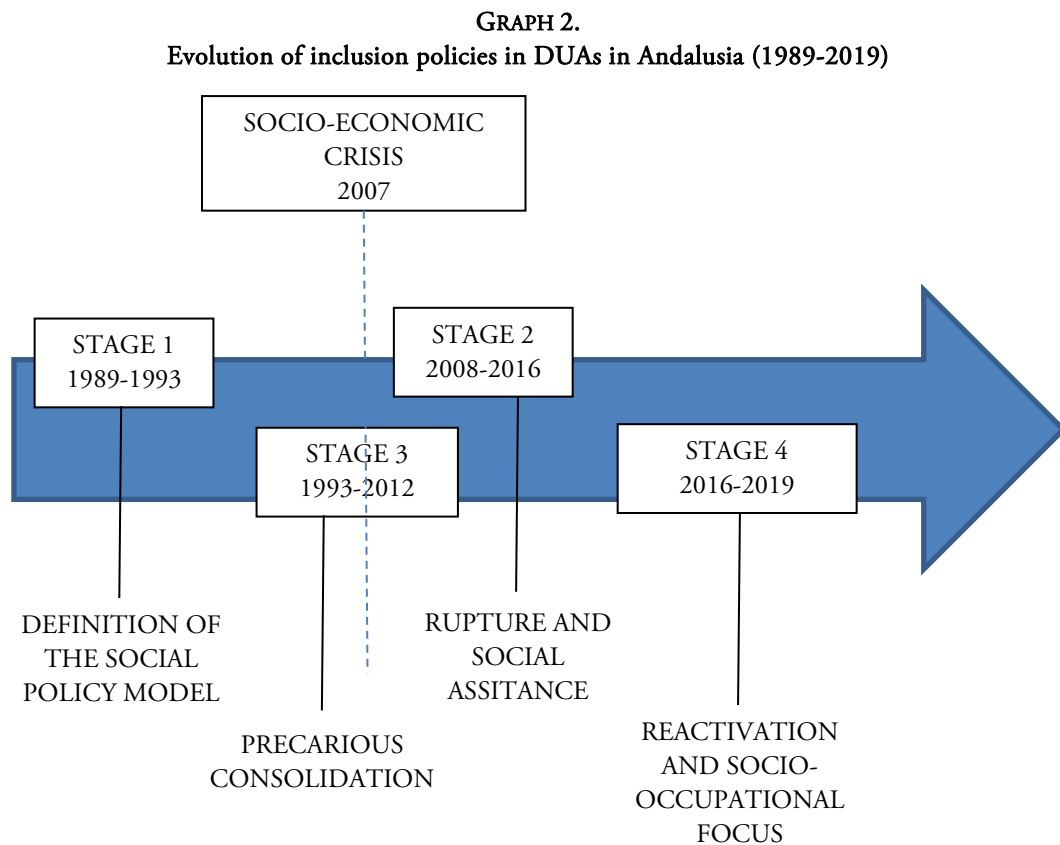 GRAPH 2.
Evolution of inclusion policies in DUAs in Andalusia (1989-2019)
SOCIO-ECONOMIC
CRISIS
2007
STAGE 1
1989-1993
STAGE 2
2008-2016
STAGE 3
1993-2012
STAGE 4
2016-2019
DEFINITION OF
THE SOCIAL
POLICY MODEL
RUPTURE AND
SOCIAL
ASSITANCE
PRECARIOUS
CONSOLIDATION
REACTIVATION
AND SOCIO-
OCCUPATIONAL
FOCUS